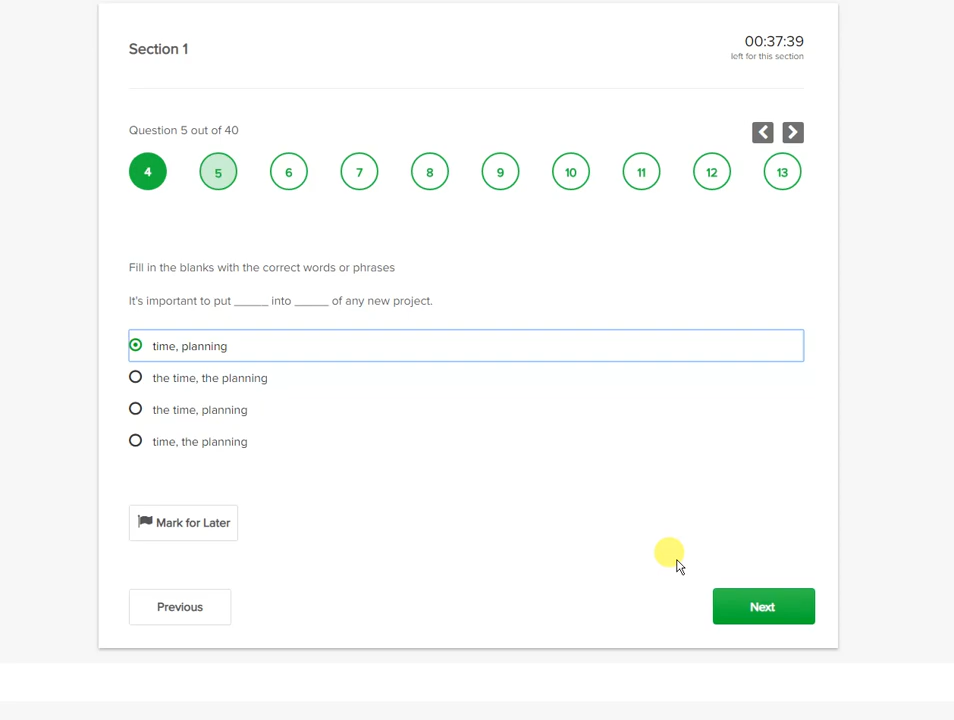 Section 1
00:37:39
left for this section
Question 5 out of 40
4 5 6 7 8 9 10 11 12 13
Fill in the blanks with the correct words or phrases
It's important to put _____ into _____ of any new project.
time, planning
the time, the planning
the time, planning
time, the planning
Mark for Later
Previous
Next